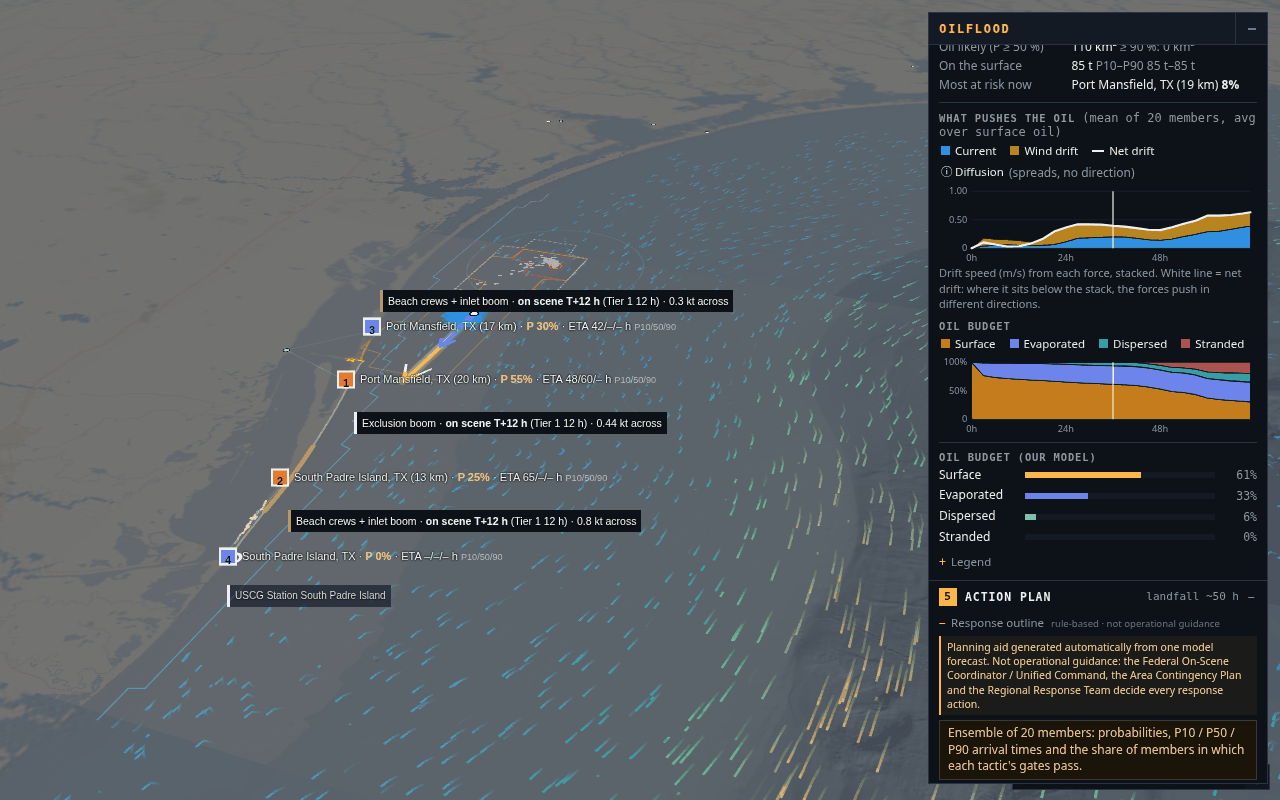 OILFLOOD
–
Oil likely (P ≥ 50 %) 110 km² ≥ 90 %: 0 km²
On the surface 85 t P10–P90 85 t–85 t
Most at risk now Port Mansfield, TX (19 km) 8%
WHAT PUSHES THE OIL (mean of 20 members, avg
over surface oil)
Current Wind drift Net drift
ⓘ Diffusion (spreads, no direction)
1.00
0.50
0
0h 24h 48h
Drift speed (m/s) from each force, stacked. White line = net
drift: where it sits below the stack, the forces push in
different directions.
OIL BUDGET
Surface Evaporated Dispersed Stranded
100%
50%
0
0h 24h 48h
OIL BUDGET (OUR MODEL)
Surface 61%
Evaporated 33%
Dispersed 6%
Stranded 0%
+ Legend
5 ACTION PLAN landfall ~50 h –
– Response outline rule-based · not operational guidance
Planning aid generated automatically from one model
forecast. Not operational guidance: the Federal On-Scene
Coordinator / Unified Command, the Area Contingency Plan
and the Regional Response Team decide every response
action.
Ensemble of 20 members: probabilities, P10 / P50 /
P90 arrival times and the share of members in which
each tactic's gates pass.
Beach crews + inlet boom · on scene T+12 h (Tier 1 12 h) · 0.3 kt across
3 Port Mansfield, TX (17 km) · P 30% · ETA 42/–/– h P10/50/90
1 Port Mansfield, TX (20 km) · P 55% · ETA 48/60/– h P10/50/90
Exclusion boom · on scene T+12 h (Tier 1 12 h) · 0.44 kt across
2 South Padre Island, TX (13 km) · P 25% · ETA 65/–/– h P10/50/90
Beach crews + inlet boom · on scene T+12 h (Tier 1 12 h) · 0.8 kt across
4 South Padre Island, TX · P 0% · ETA –/–/– h P10/50/90
USCG Station South Padre Island